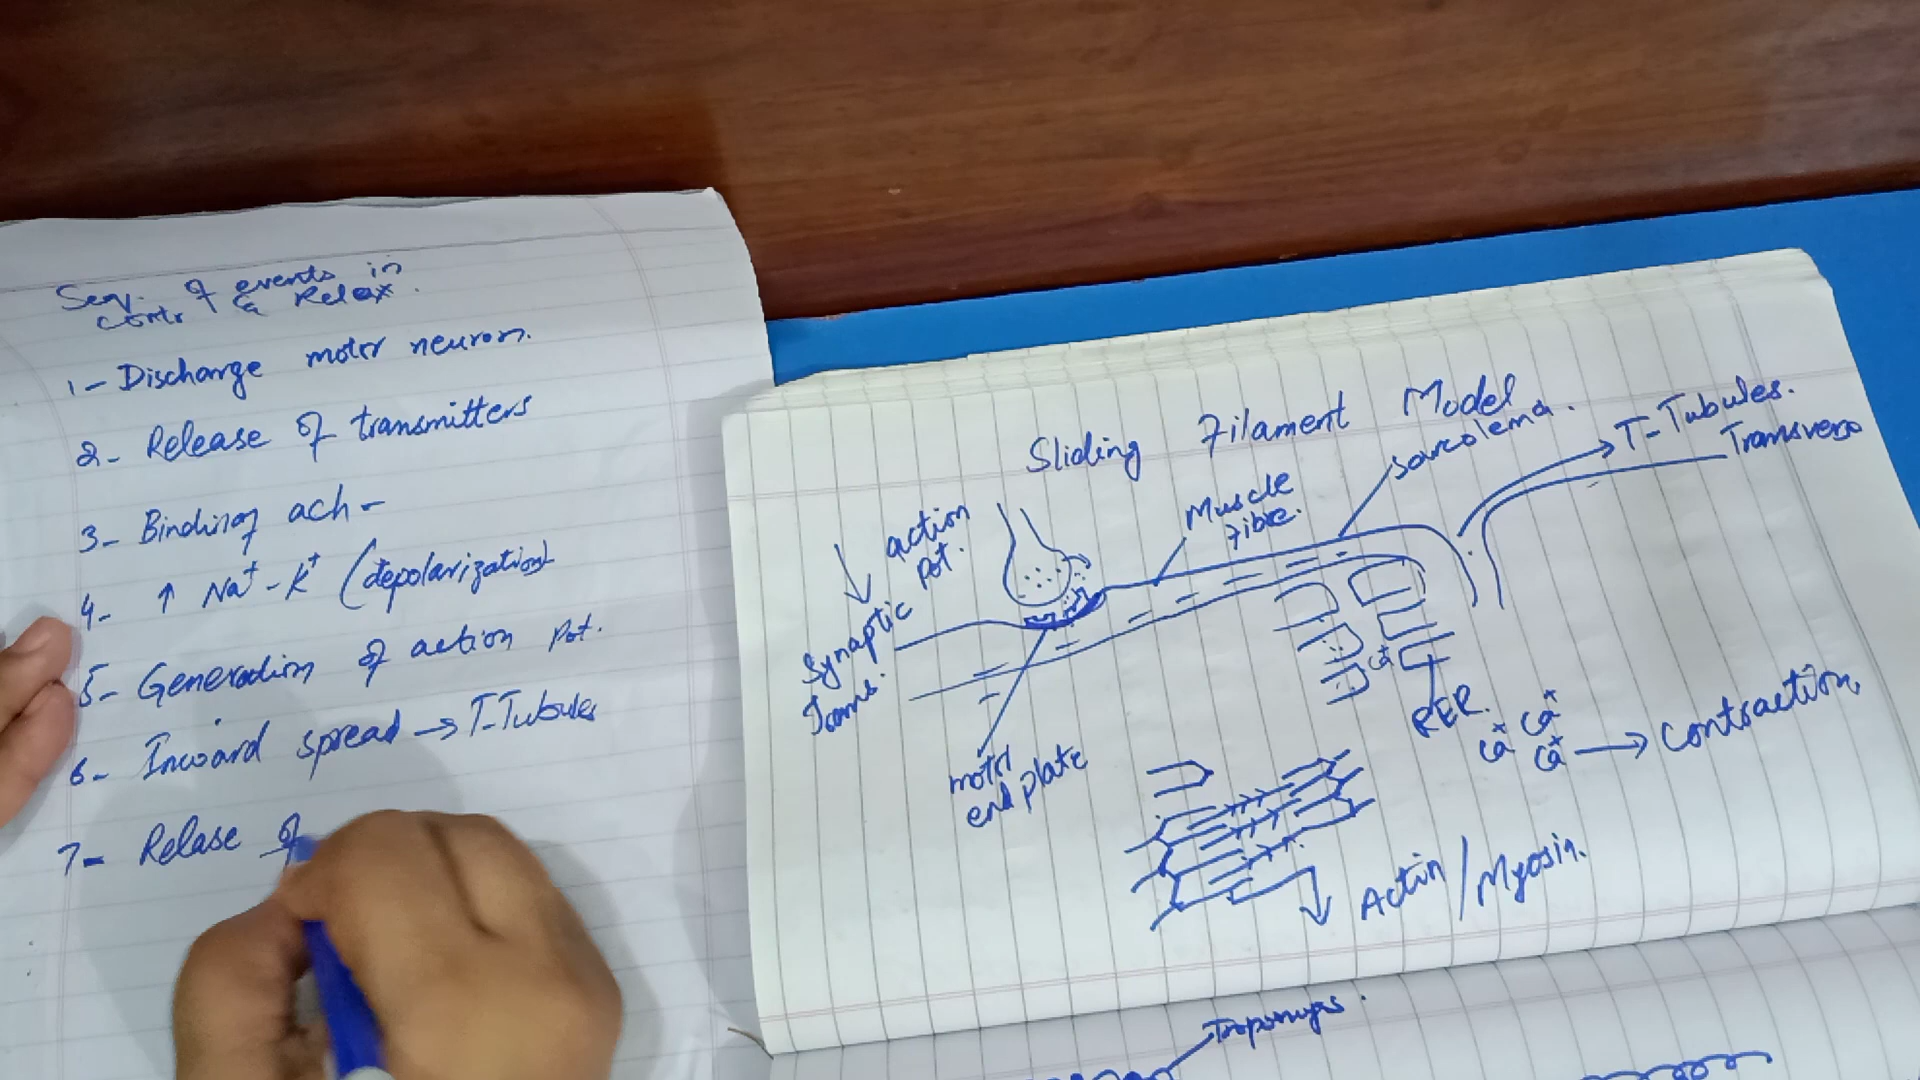 Seq. of events in
contr & Relax.
1- Discharge motor neuron.
2- Release of transmitters
3- Binding ach -
4- ↑ Na+ - K+ (depolarization)
5- Generation of action Pot.
6- Inward spread → T-Tubules
7- Relase of
Sliding Filament Model
action
Pot.
Synaptic
Trans.
Muscle
Fibre.
sarcolema.
T-Tubules.
Transverse
motor
end plate
Ca+
RER.
Ca+ Ca+
Ca+ → contraction
Actin / Myosin.